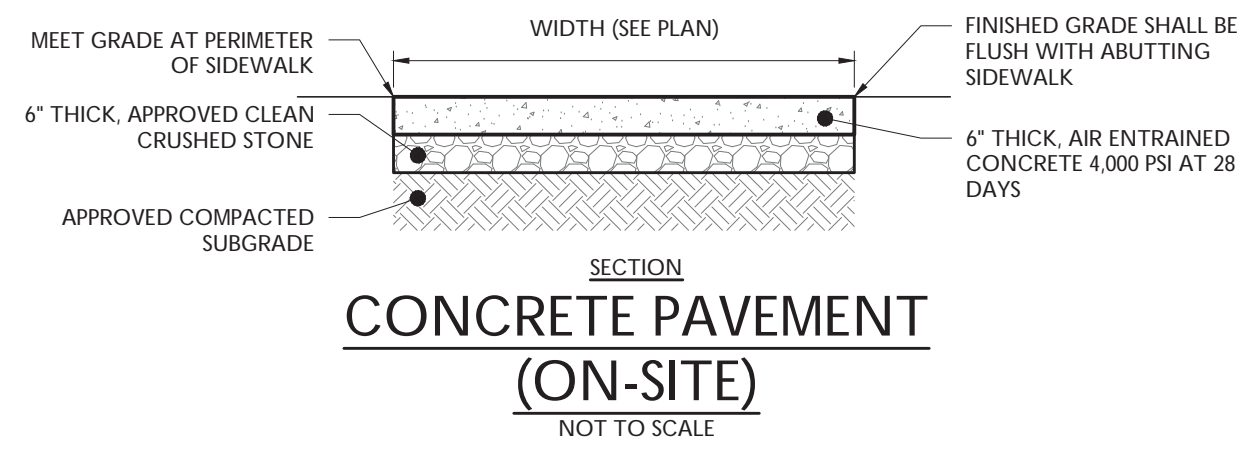 MEET GRADE AT PERIMETER
OF SIDEWALK
6" THICK, APPROVED CLEAN
CRUSHED STONE
APPROVED COMPACTED
SUBGRADE
WIDTH (SEE PLAN)
FINISHED GRADE SHALL BE
FLUSH WITH ABUTTING
SIDEWALK
6" THICK, AIR ENTRAINED
CONCRETE 4,000 PSI AT 28
DAYS
SECTION
CONCRETE PAVEMENT
(ON-SITE)
NOT TO SCALE